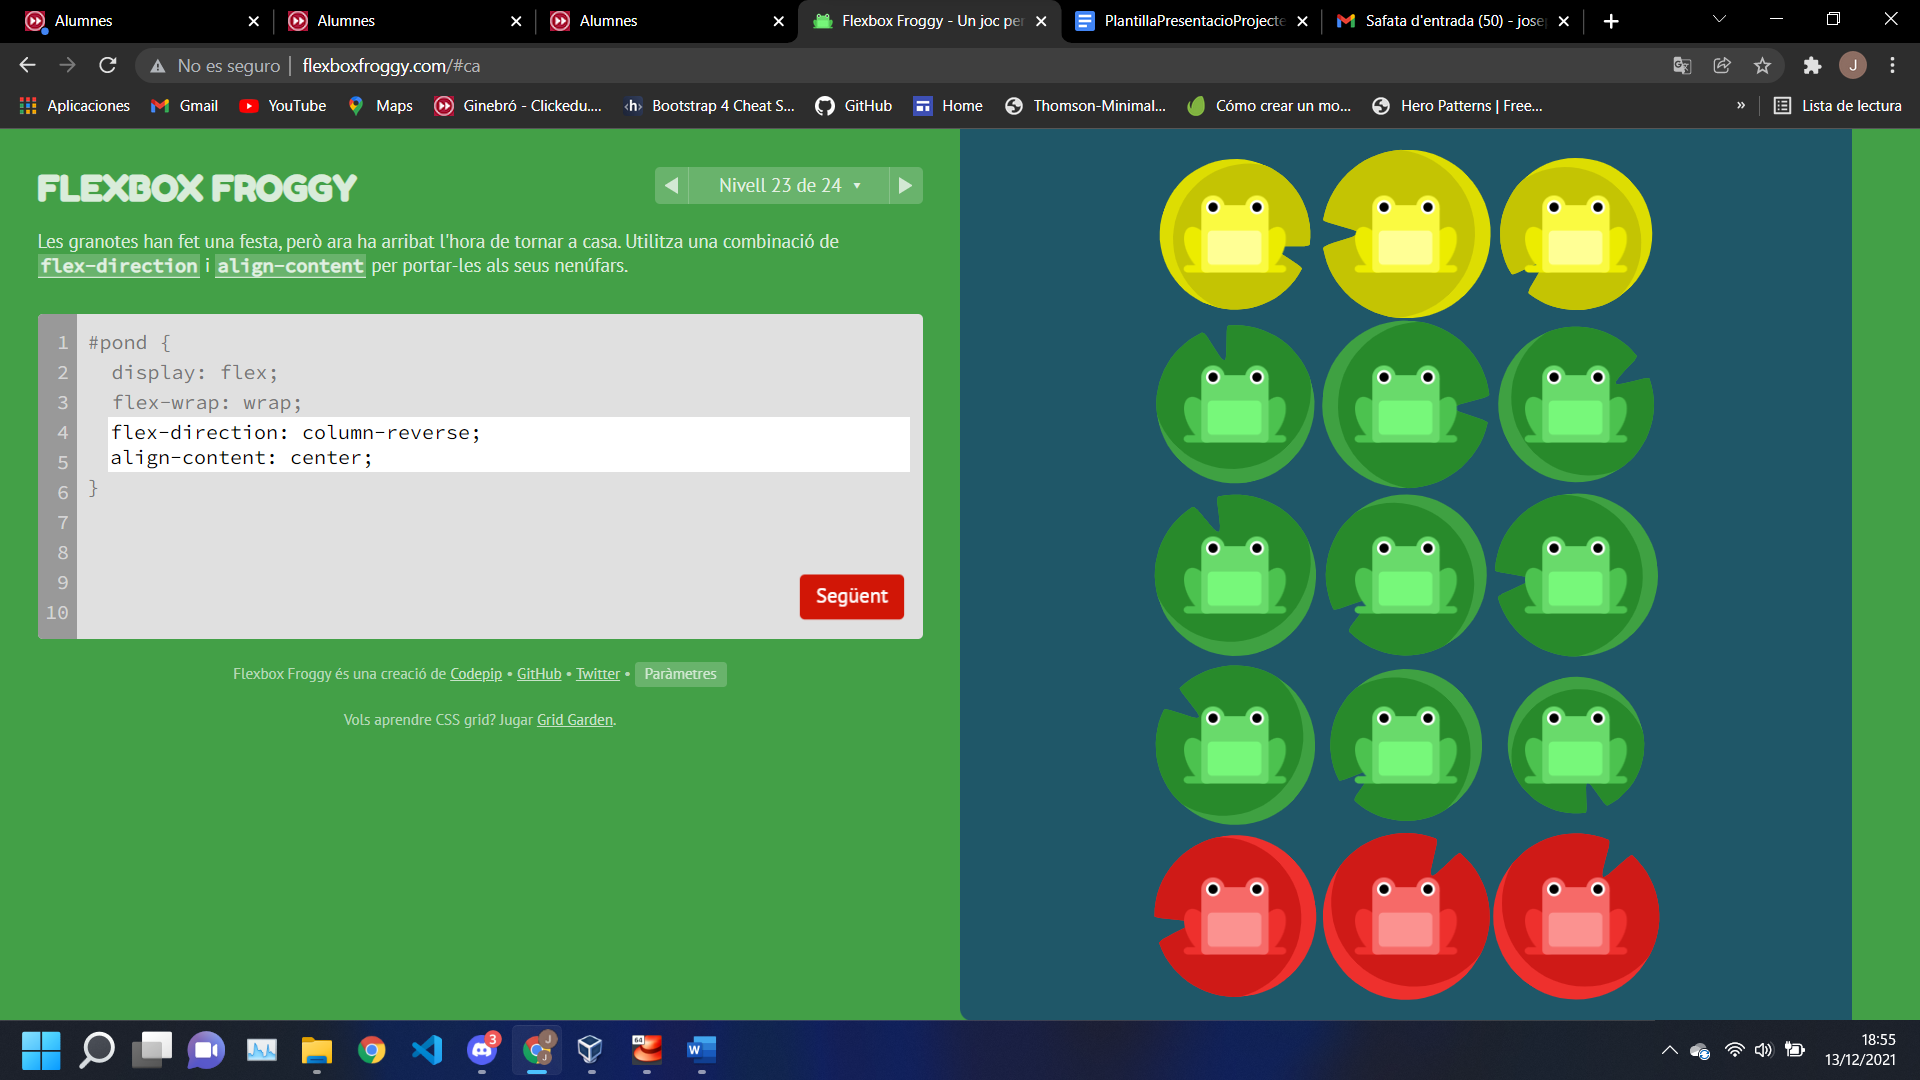 Alumnes
Alumnes
Alumnes
Flexbox Froggy - Un joc per
PlantillaPresentacioProjecte
Safata d'entrada (50) - jose
No es seguro | flexboxfroggy.com/#ca
J
Aplicaciones
Gmail
YouTube
Maps
Ginebró - Clickedu....
Bootstrap 4 Cheat S...
GitHub
Home
Thomson-Minimal...
Cómo crear un mo...
Hero Patterns | Free...
»
Lista de lectura
FLEXBOX FROGGY
Nivell 23 de 24
Les granotes han fet una festa, però ara ha arribat l'hora de tornar a casa. Utilitza una combinació de
flex-direction i align-content per portar-les als seus nenúfars.
1 #pond {
2 display: flex;
3 flex-wrap: wrap;
4 flex-direction: column-reverse;
5 align-content: center;
6 }
7
8
9
10
Següent
Flexbox Froggy és una creació de Codepip • GitHub • Twitter • Paràmetres
Vols aprendre CSS grid? Jugar Grid Garden.
3
J
J
64
W
18:55
13/12/2021